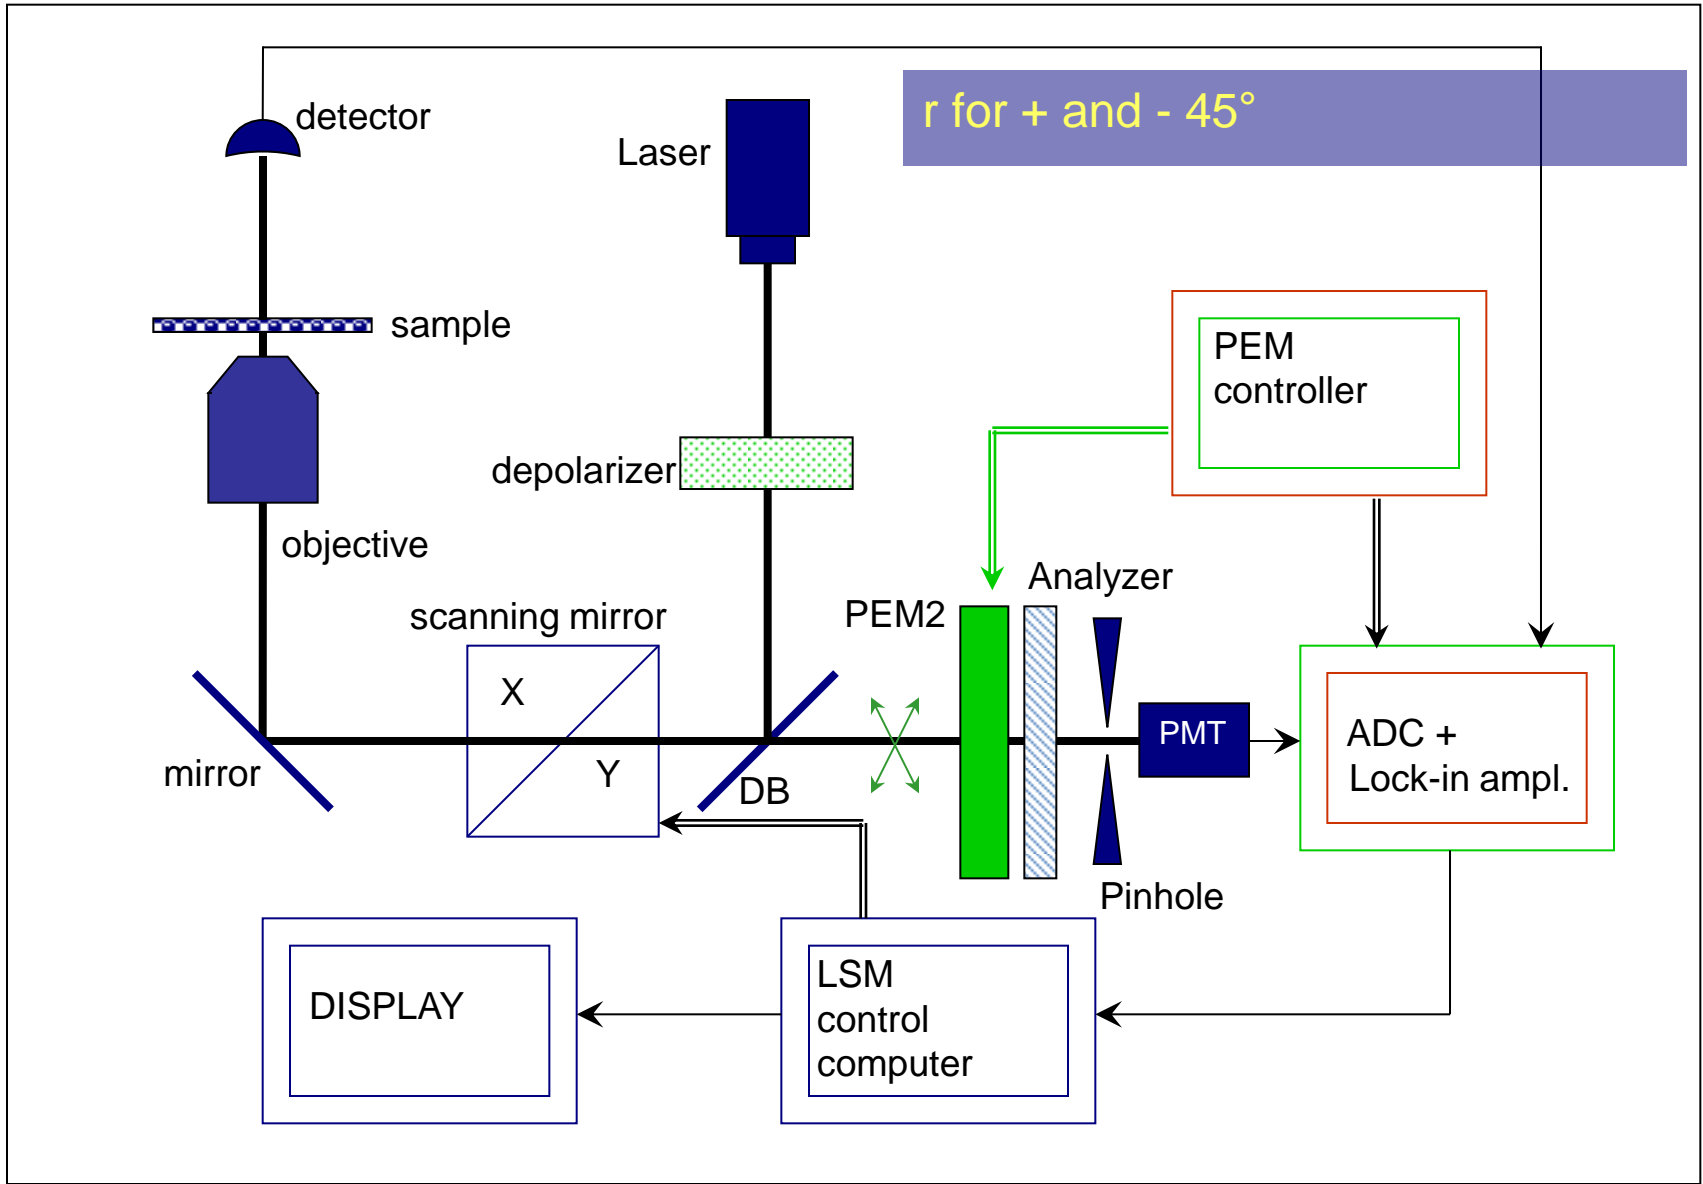 r for + and - 45°
detector
Laser
sample
PEM
controller
depolarizer
objective
Analyzer
PEM2
scanning mirror
X
Y
mirror
DB
PMT
ADC +
Lock-in ampl.
Pinhole
DISPLAY
LSM
control
computer